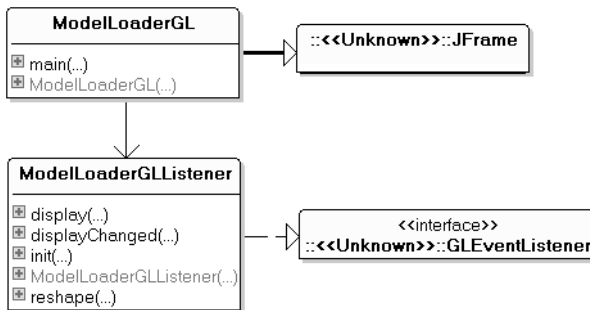 ModelLoaderGL
main(...)
ModelLoaderGL(...)
::<<Unknown>>::JFrame
ModelLoaderGLListener
display(...)
displayChanged(...)
init(...)
ModelLoaderGLListener(...)
reshape(...)
<<interface>>
::<<Unknown>>::GLEventListener